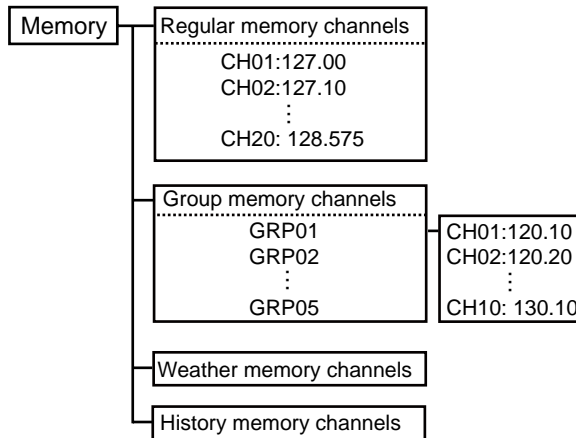 Memory
Regular memory channels
CH01:127.00
CH02:127.10
⋮
CH20: 128.575
Group memory channels
GRP01
GRP02
⋮
GRP05
CH01:120.10
CH02:120.20
⋮
CH10: 130.10
Weather memory channels
History memory channels